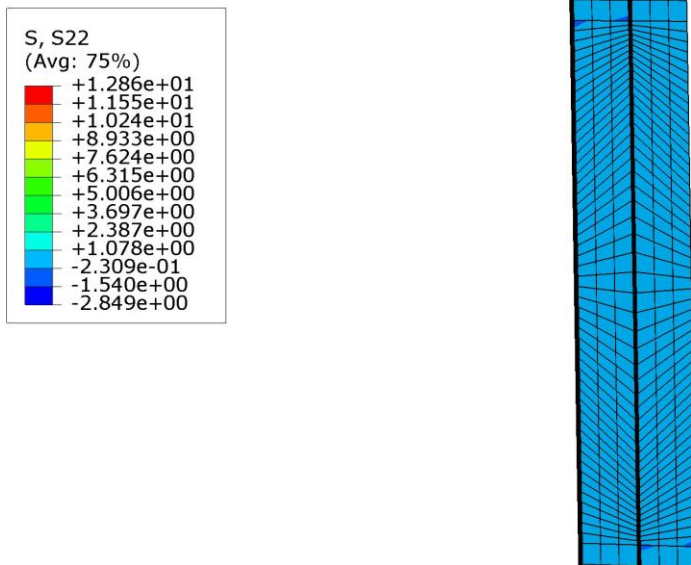 S, S22
(Avg: 75%)
+1.286e+01
+1.155e+01
+1.024e+01
+8.933e+00
+7.624e+00
+6.315e+00
+5.006e+00
+3.697e+00
+2.387e+00
+1.078e+00
-2.309e-01
-1.540e+00
-2.849e+00